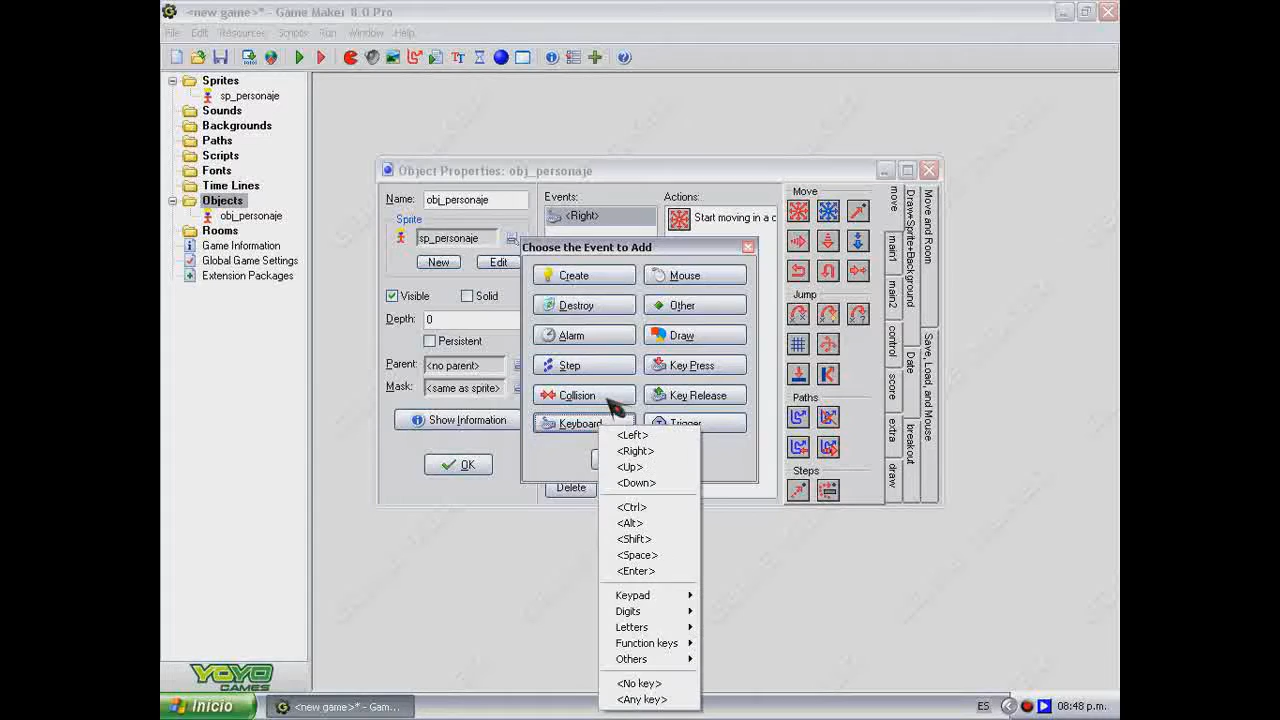 <new game>* - Game Maker 8.0 Pro
File Edit Resources Scripts Run Window Help
Sprites
sp_personaje
Sounds
Backgrounds
Paths
Scripts
Fonts
Time Lines
Objects
obj_personaje
Rooms
Game Information
Global Game Settings
Extension Packages
YOYO
GAMES
Object Properties: obj_personaje
Name: obj_personaje
Sprite
sp_personaje
New Edit
Visible Solid
Depth: 0
Persistent
Parent: <no parent>
Mask: <same as sprite>
Show Information
OK
Events:
<Right>
Delete
Actions:
Start moving in a d
Choose the Event to Add
Create Mouse
Destroy Other
Alarm Draw
Step Key Press
Collision Key Release
Keyboard Trigger
<Left>
<Right>
<Up>
<Down>
<Ctrl>
<Alt>
<Shift>
<Space>
<Enter>
Keypad
Digits
Letters
Function keys
Others
<No key>
<Any key>
Move
Jump
Paths
Steps
move
main1
main2
control
score
extra
draw
Draw+Sprite+Background
Date
breakout
Move and Room
Save, Load, and Mouse
Inicio
<new game>* - Gam...
ES
08:48 p.m.